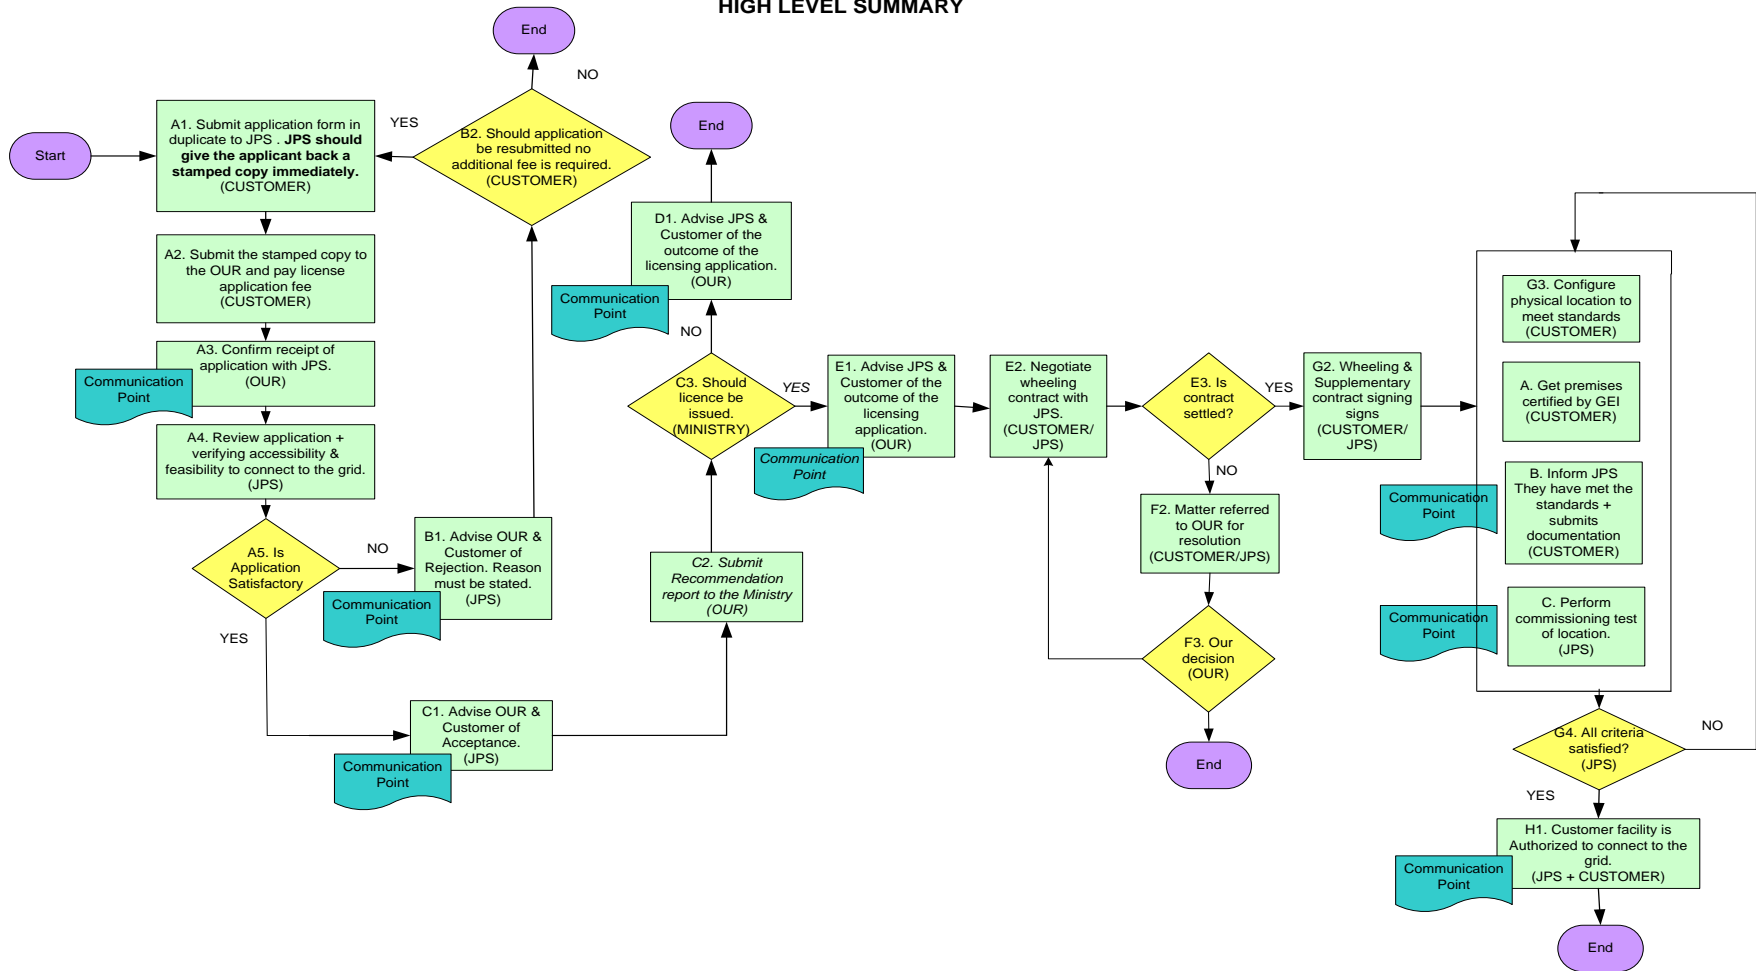 HIGH LEVEL SUMMARY
End
NO
Start
A1. Submit application form in
duplicate to JPS . JPS should
give the applicant back a
stamped copy immediately.
(CUSTOMER)
YES
B2. Should application
be resubmitted no
additional fee is required.
(CUSTOMER)
A2. Submit the stamped copy to
the OUR and pay license
application fee
(CUSTOMER)
A3. Confirm receipt of
application with JPS.
(OUR)
Communication
Point
A4. Review application +
verifying accessibility &
feasibility to connect to the grid.
(JPS)
A5. Is
Application
Satisfactory
NO
YES
B1. Advise OUR &
Customer of
Rejection. Reason
must be stated.
(JPS)
Communication
Point
C1. Advise OUR &
Customer of
Acceptance.
(JPS)
Communication
Point
End
D1. Advise JPS &
Customer of the
outcome of the
licensing application.
(OUR)
Communication
Point
NO
C3. Should
licence be
issued.
(MINISTRY)
YES
C2. Submit
Recommendation
report to the Ministry
(OUR)
E1. Advise JPS &
Customer of the
outcome of the
licensing
application.
(OUR)
Communication
Point
E2. Negotiate
wheeling
contract with
JPS.
(CUSTOMER/
JPS)
E3. Is
contract
settled?
YES
NO
F2. Matter referred
to OUR for
resolution
(CUSTOMER/JPS)
F3. Our
decision
(OUR)
End
G2. Wheeling &
Supplementary
contract signing
signs
(CUSTOMER/
JPS)
G3. Configure
physical location to
meet standards
(CUSTOMER)
A. Get premises
certified by GEI
(CUSTOMER)
B. Inform JPS
They have met the
standards +
submits
documentation
(CUSTOMER)
Communication
Point
C. Perform
commissioning test
of location.
(JPS)
Communication
Point
G4. All criteria
satisfied?
(JPS)
NO
YES
H1. Customer facility is
Authorized to connect to the
grid.
(JPS + CUSTOMER)
Communication
Point
End